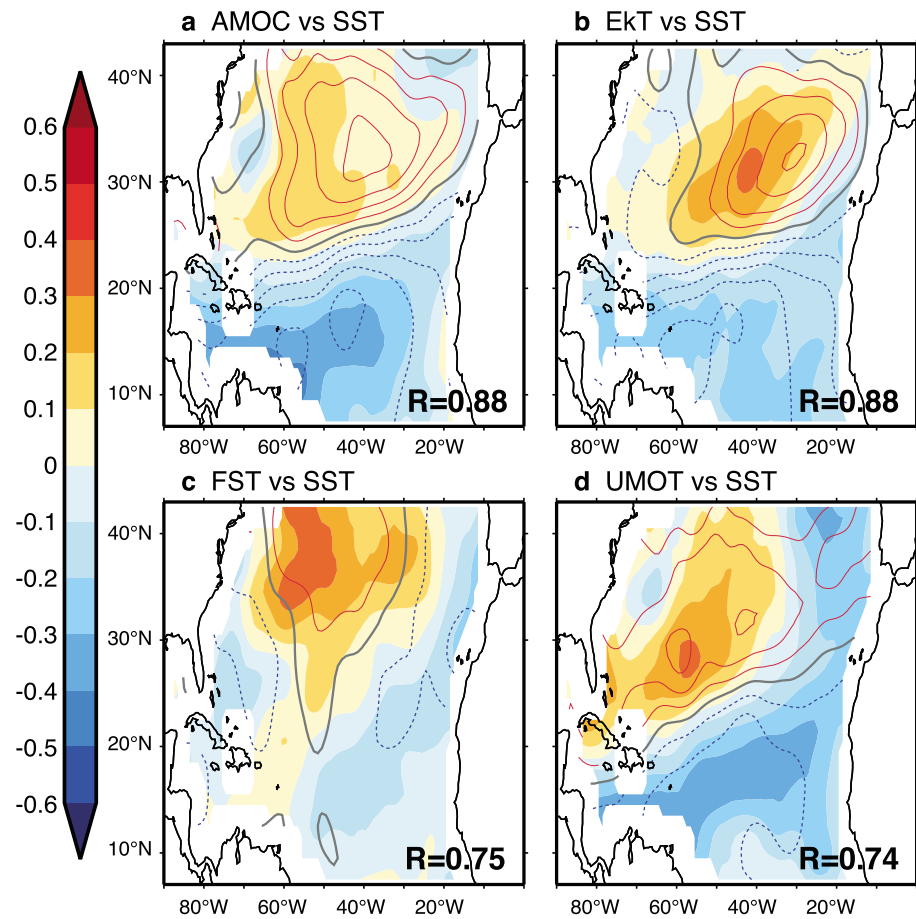 a AMOC vs SST
b EkT vs SST
0.6
0.5
0.4
0.3
0.2
0.1
0
-0.1
-0.2
-0.3
-0.4
-0.5
-0.6
40°N
30°N
20°N
10°N
R=0.88
R=0.88
80°W 60°W 40°W 20°W
80°W 60°W 40°W 20°W
c FST vs SST
d UMOT vs SST
40°N
30°N
20°N
10°N
R=0.75
R=0.74
80°W 60°W 40°W 20°W
80°W 60°W 40°W 20°W